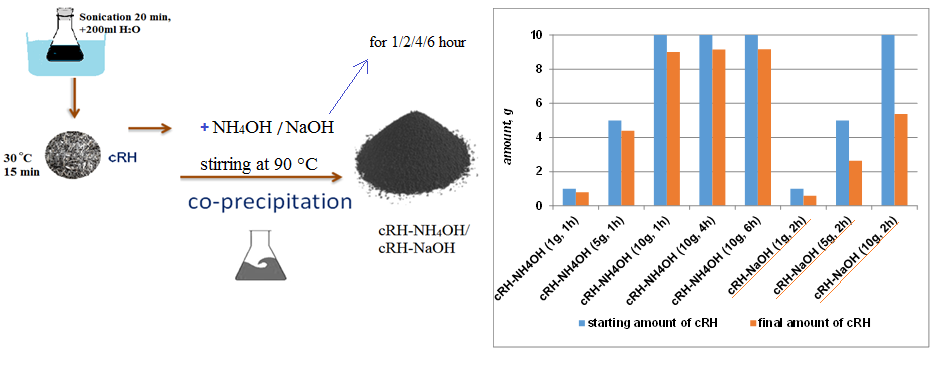 Sonication 20 min,
+200ml H2O
for 1/2/4/6 hour
+ NH4OH / NaOH
30°C
15 min
cRH
stirring at 90 °C
co-precipitation
cRH-NH4OH/
cRH-NaOH
amount, g
10
8
6
4
2
0
cRH-NH4OH (1g, 1h)
cRH-NH4OH (5g, 1h)
cRH-NH4OH (10g, 1h)
cRH-NH4OH (10g, 4h)
cRH-NH4OH (10g, 6h)
cRH-NaOH (1g, 2h)
cRH-NaOH (5g, 2h)
cRH-NaOH (10g, 2h)
starting amount of cRH
final amount of cRH